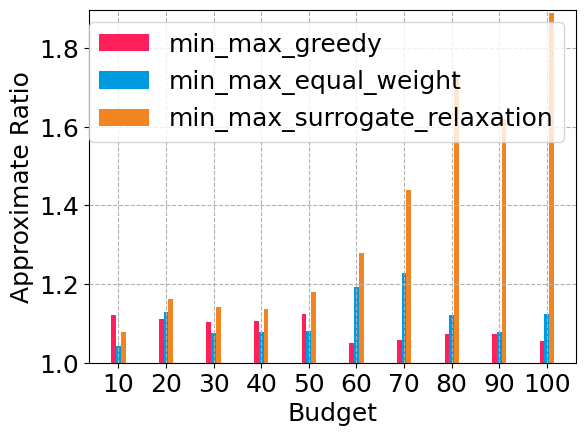 min_max_greedy
min_max_equal_weight
min_max_surrogate_relaxation
Approximate Ratio
1.8
1.6
1.4
1.2
1.0
10 20 30 40 50 60 70 80 90 100
Budget